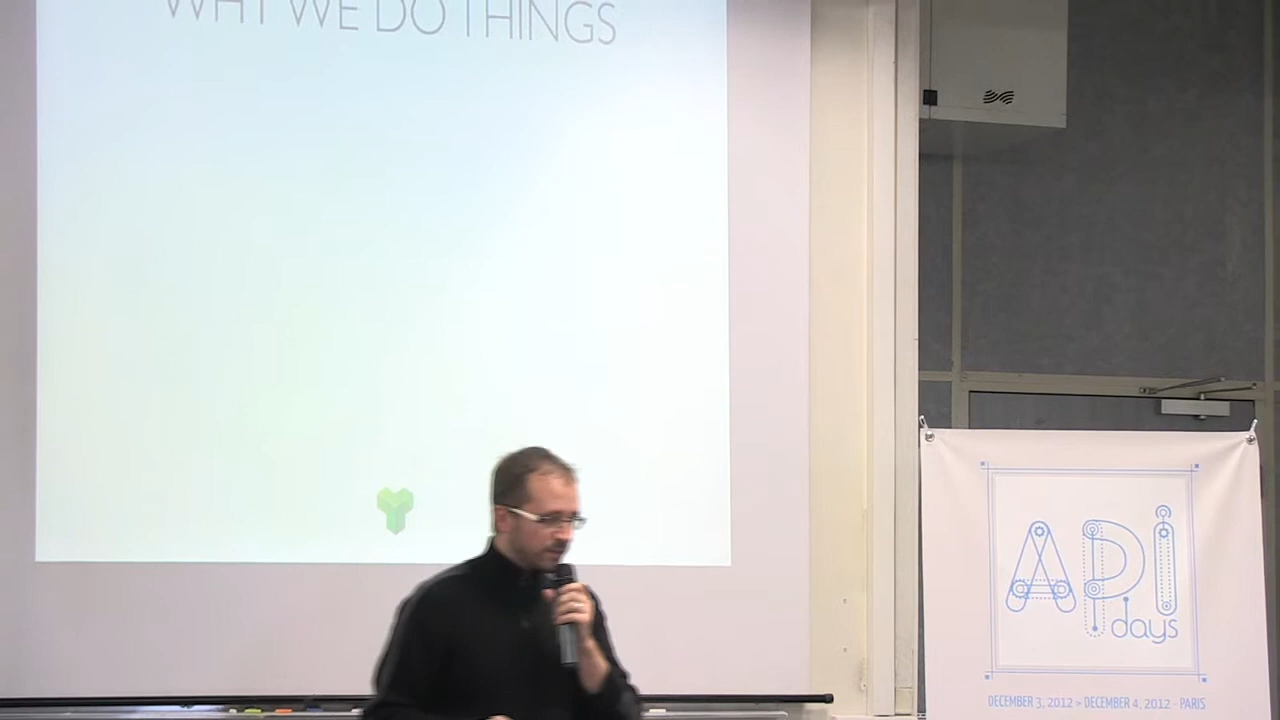 WHY WE DO THINGS
API
days
DECEMBER 3, 2012 > DECEMBER 4, 2012 - PARIS